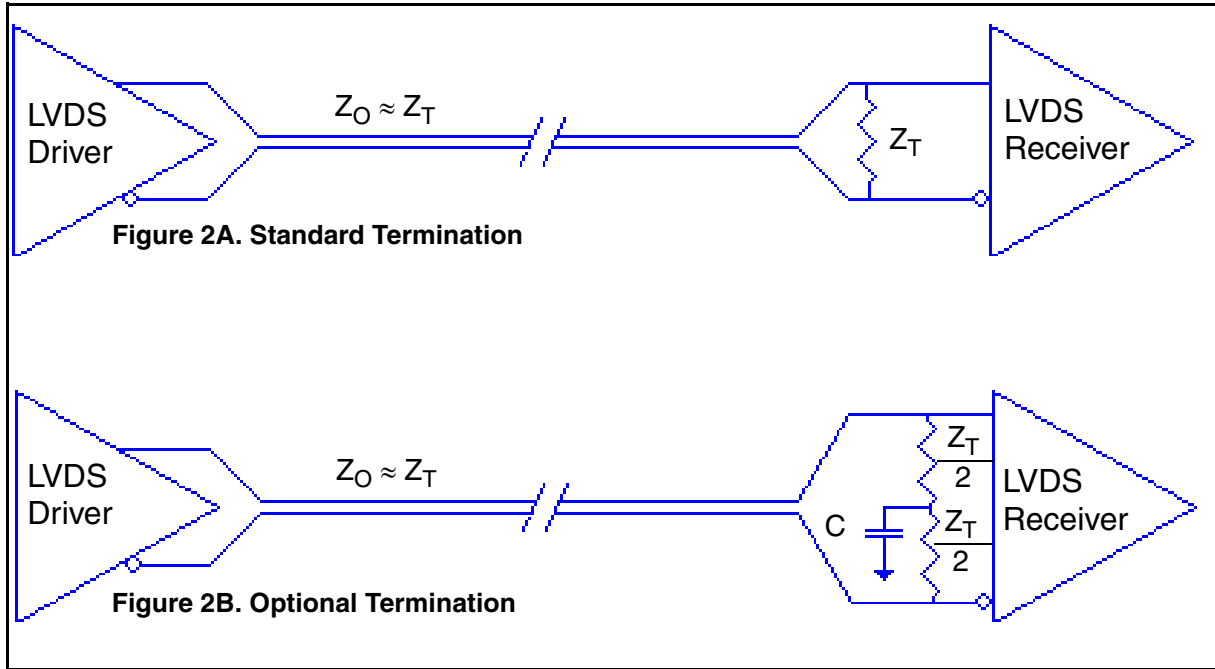 LVDS
Driver
Z_O ≈ Z_T
Z_T
LVDS
Receiver
Figure 2A. Standard Termination
LVDS
Driver
Z_O ≈ Z_T
C
Z_T
2
Z_T
2
LVDS
Receiver
Figure 2B. Optional Termination